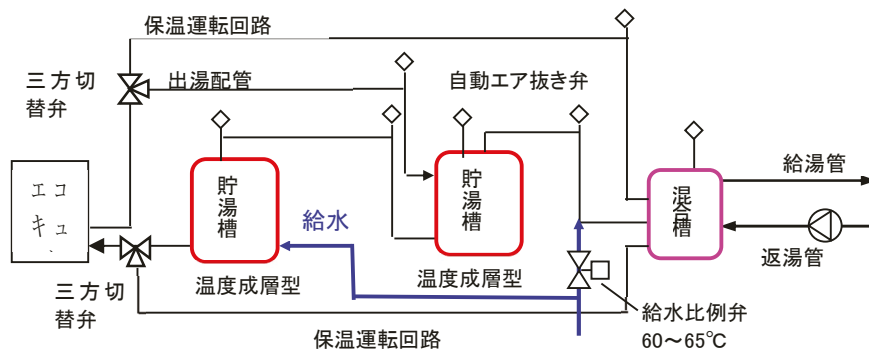 保温運転回路
三方切
替弁
出湯配管
自動エア抜き弁
エコ
キュ
貯
湯
槽
給水
貯
湯
槽
混
合
槽
給湯管
返湯管
温度成層型
温度成層型
三方切
替弁
給水比例弁
60～65℃
保温運転回路